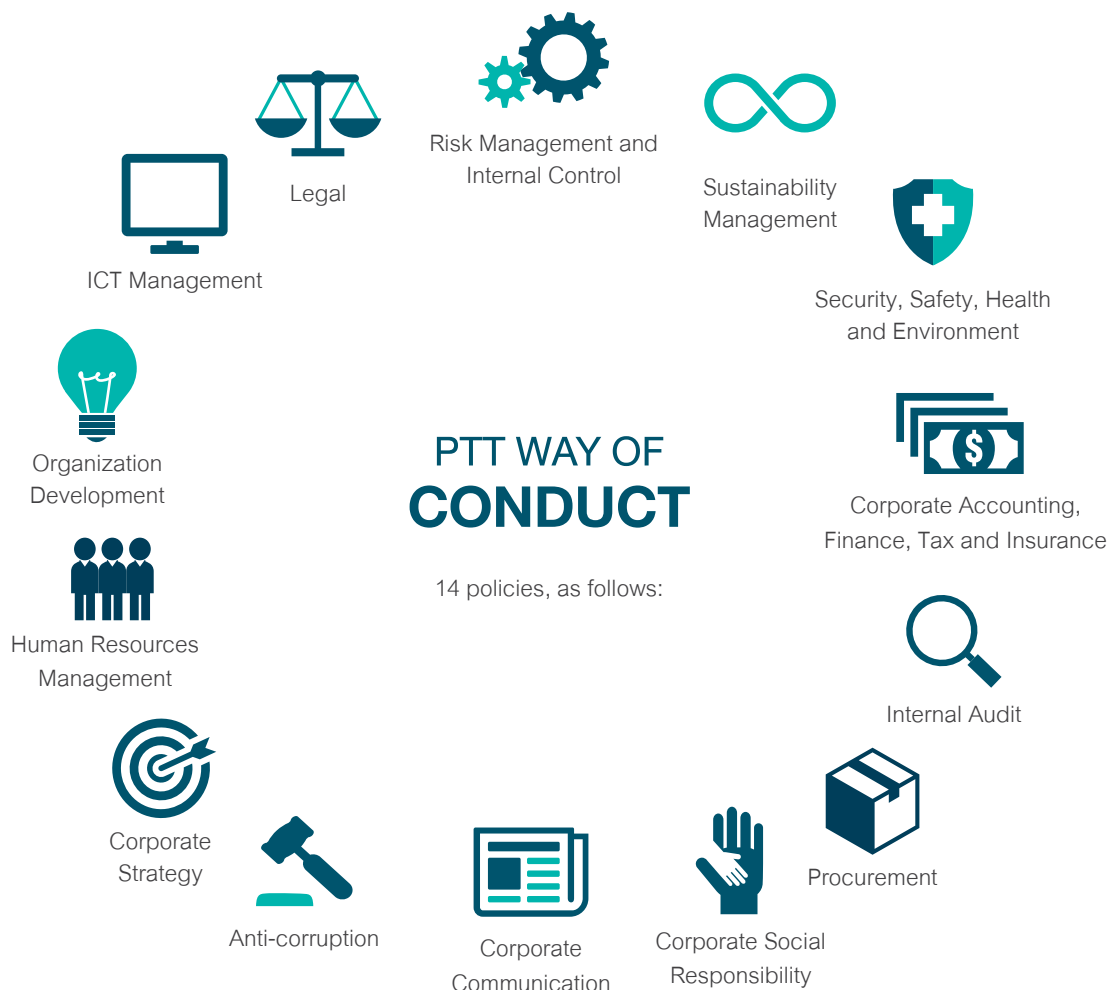 Risk Management and
Internal Control
Sustainability
Management
Legal
ICT Management
Security, Safety, Health
and Environment
Organization
Development
PTT WAY OF
CONDUCT
14 policies, as follows:
$
Corporate Accounting,
Finance, Tax and Insurance
Human Resources
Management
Internal Audit
Corporate
Strategy
Procurement
Anti-corruption
Corporate
Communication
Corporate Social
Responsibility